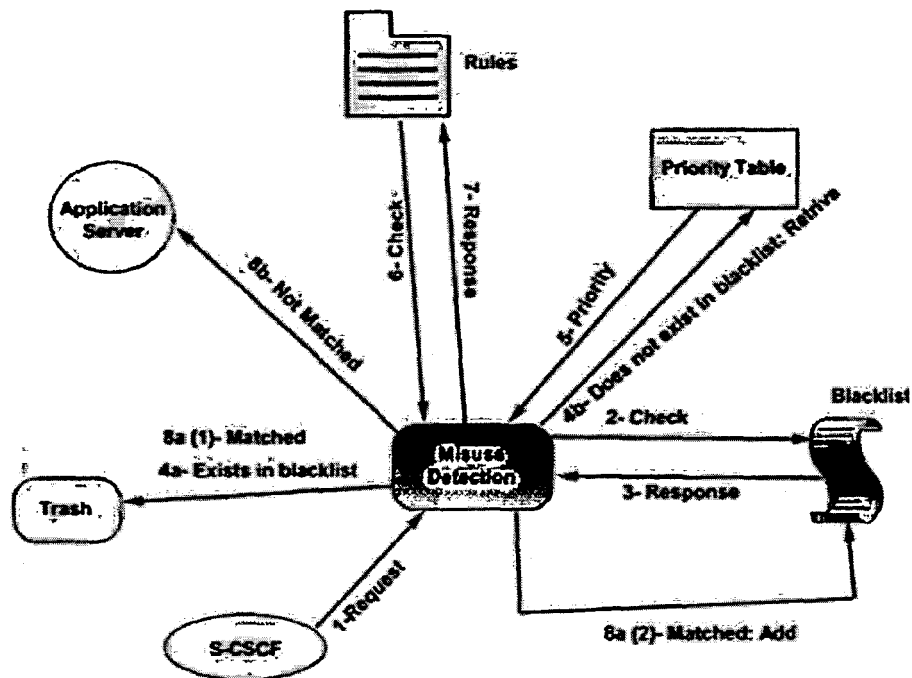 Rules
Priority Table
Application
Server
6- Check
7- Response
8b- Not Matched
5- Priority
4b- Does not exist in blacklist: Retriva
Blacklist
2- Check
8a (1)- Matched
4a- Exists in blacklist
Misuse
Detection
3- Response
Trash
1-Request
S-CSCF
8a (2)- Matched: Add